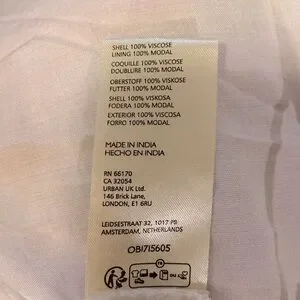 SHELL 100% VISCOSE
LINING 100% MODAL
COQUILLE 100% VISCOSE
DOUBLURE 100% MODAL
OBERSTOFF 100% VISKOSE
FUTTER 100% MODAL
SHELL 100% VISKOSA
FODERA 100% MODAL
EXTERIOR 100% VISCOSA
FORRO 100% MODAL
MADE IN INDIA
HECHO EN INDIA
RN 66170
CA 32054
URBAN UK Ltd.
146 Brick Lane,
LONDON, E1 6RU
LEIDSESTRAAT 32, 1017 PB
AMSTERDAM, NETHERLANDS
OBI715605
FR
OU